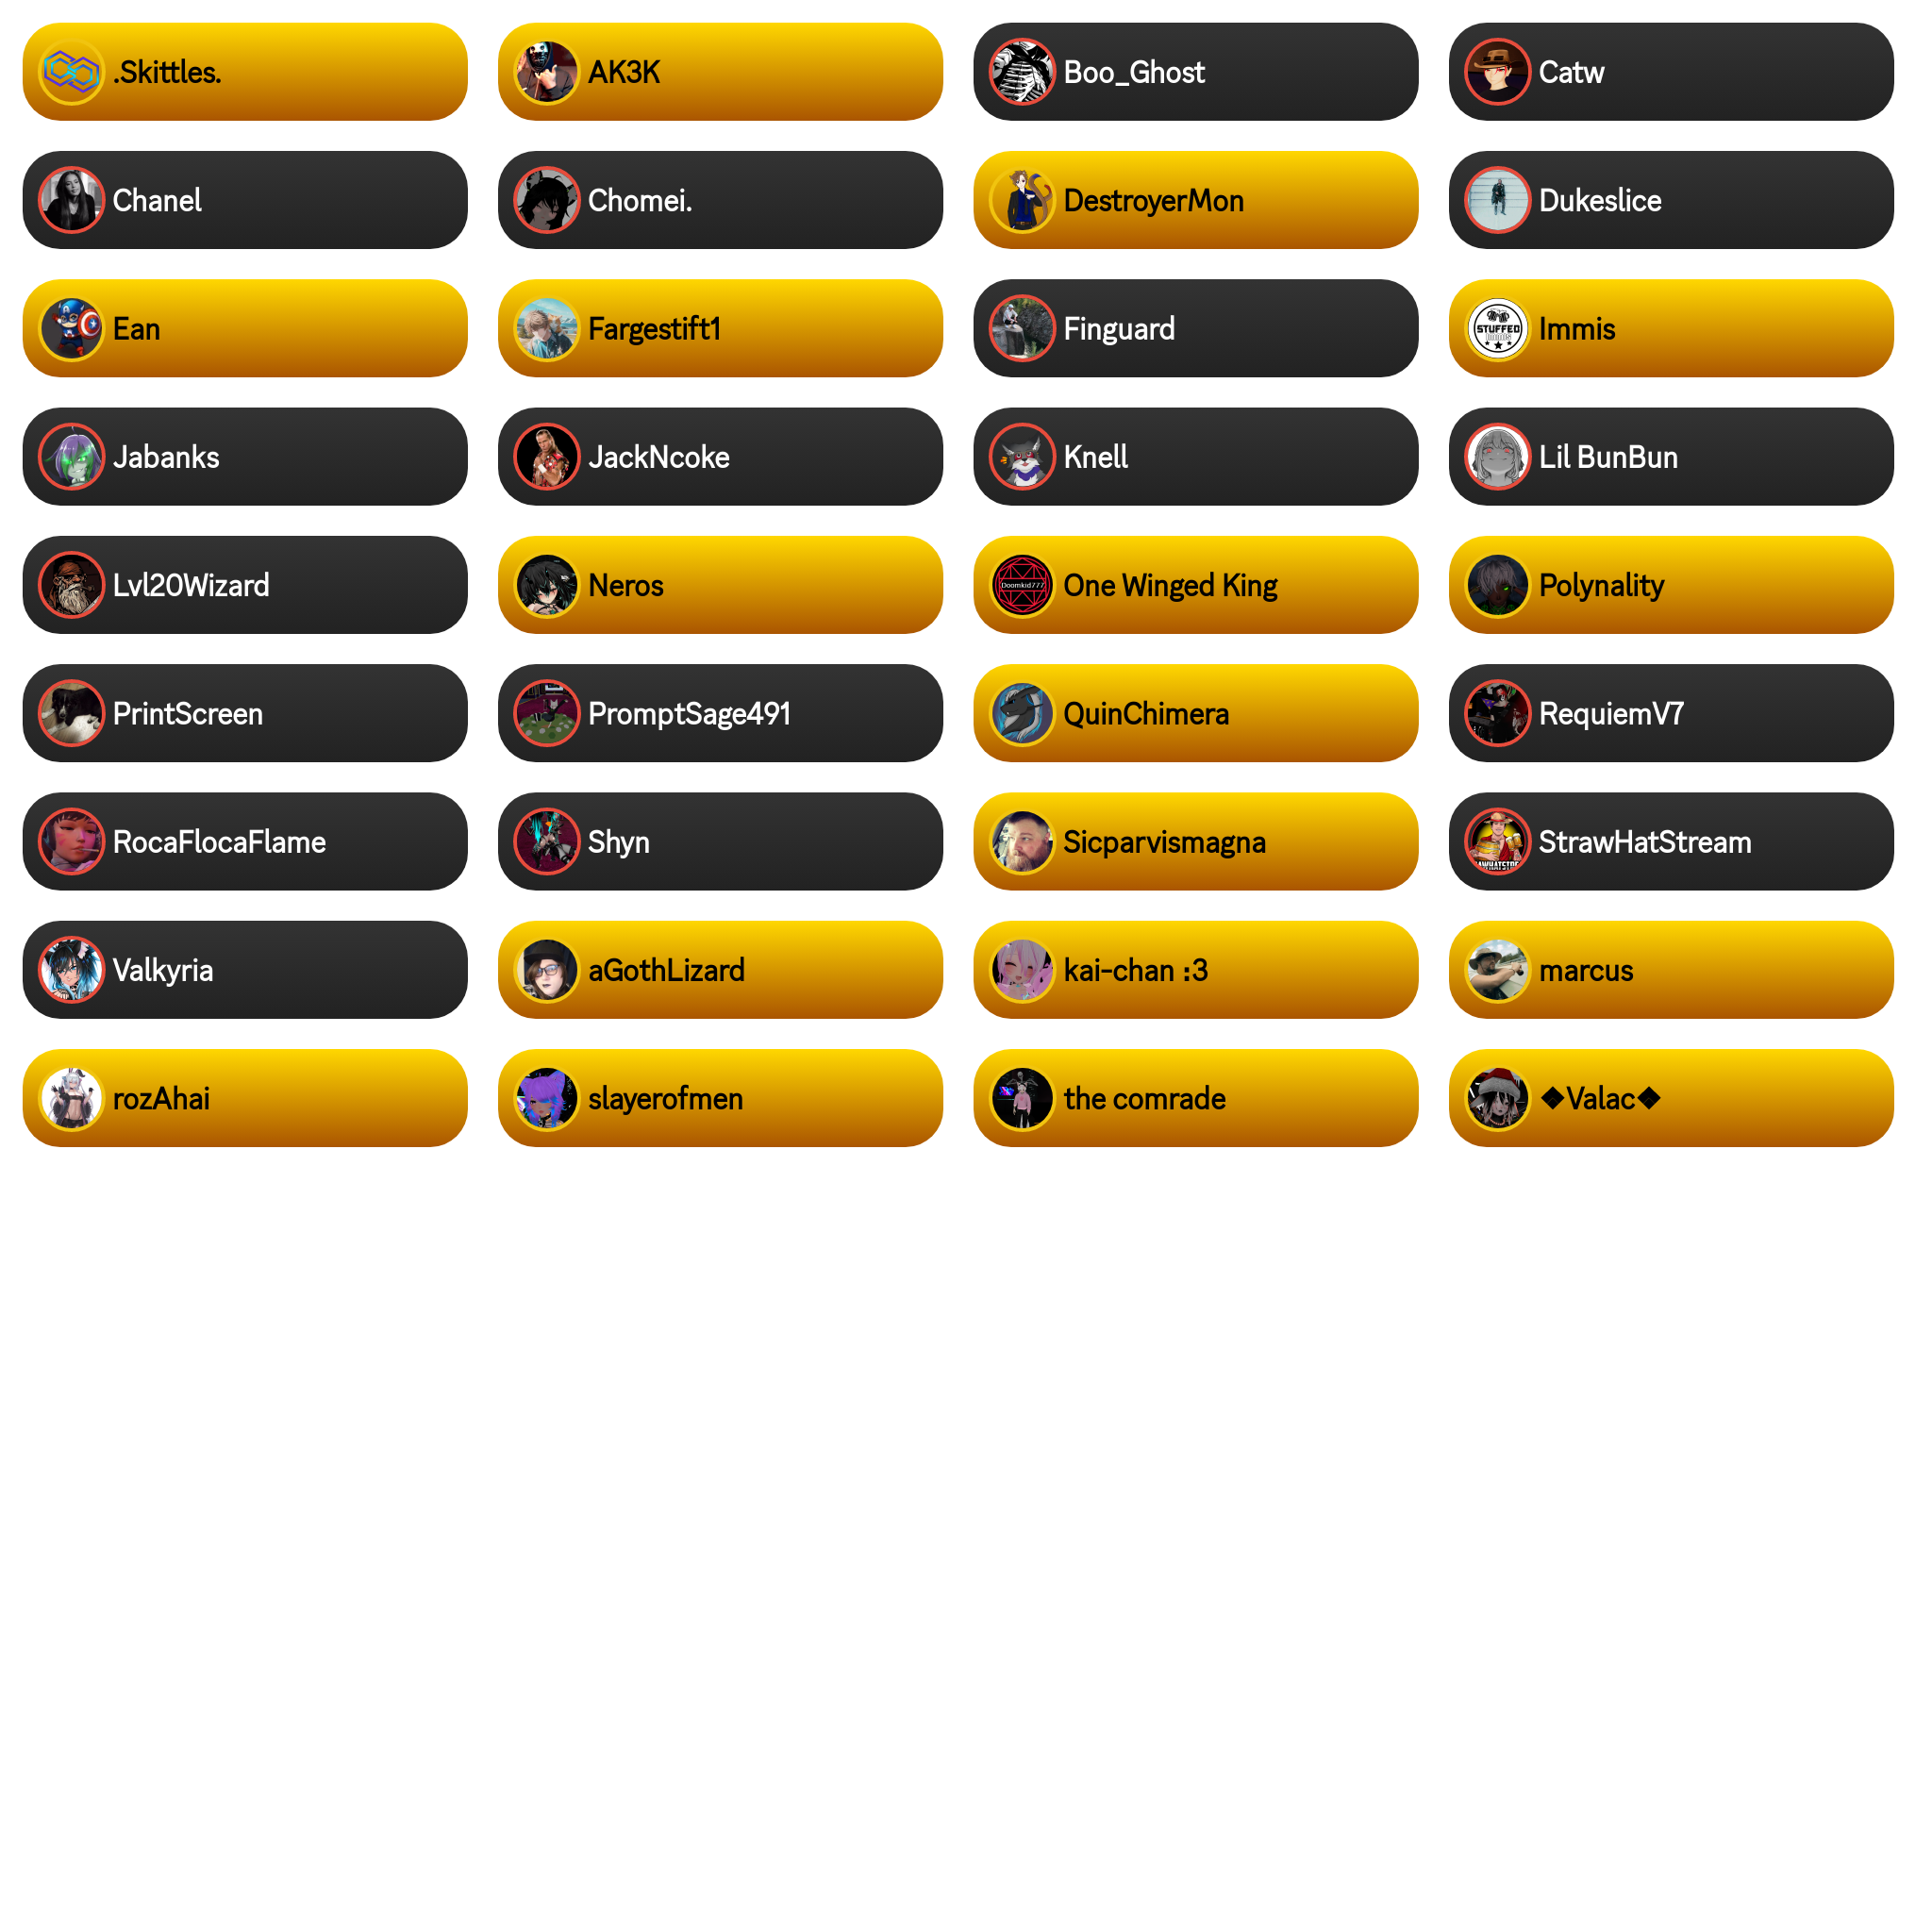 .Skittles.
AK3K
Boo_Ghost
Catw
Chanel
Chomei.
DestroyerMon
Dukeslice
Ean
Fargestift1
Finguard
STUFFED
Immis
Jabanks
JackNcoke
Knell
Lil BunBun
Lvl20Wizard
Neros
Doomkid777
One Winged King
Polynality
PrintScreen
PromptSage491
QuinChimera
RequiemV7
RocaFlocaFlame
Shyn
Sicparvismagna
StrawHatStream
Valkyria
aGothLizard
kai-chan :3
marcus
rozAhai
slayerofmen
the comrade
❖Valac❖